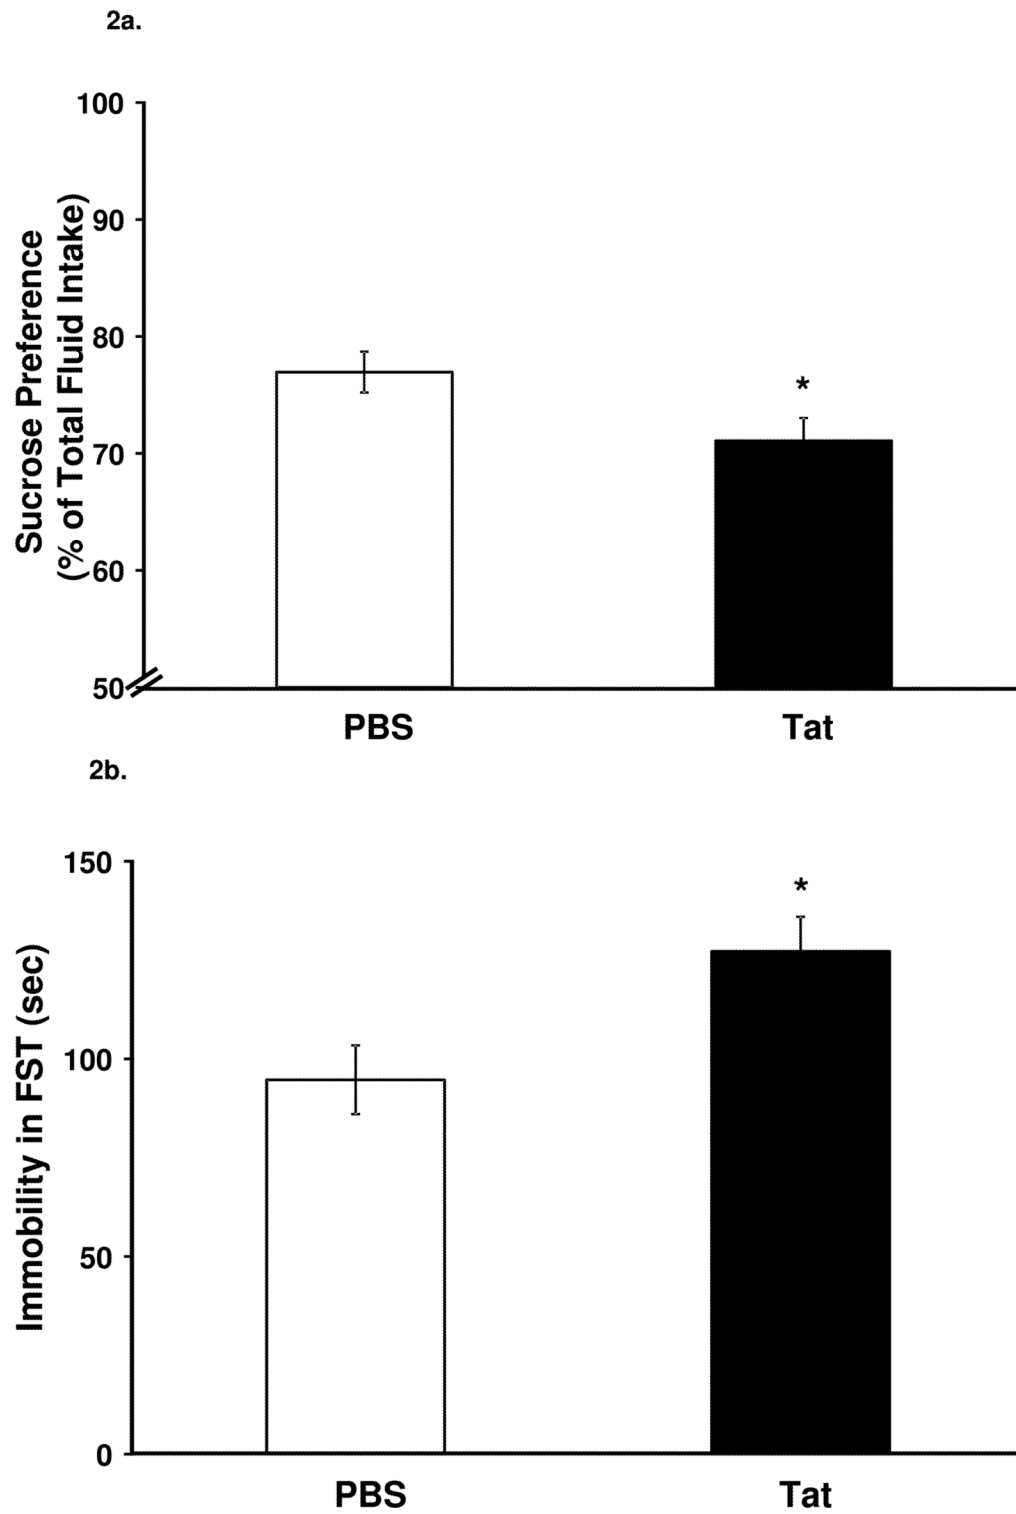 2a.
100
90
80
70
60
50
Sucrose Preference
(% of Total Fluid Intake)
*
PBS
Tat
2b.
150
100
50
0
Immobility in FST (sec)
*
PBS
Tat